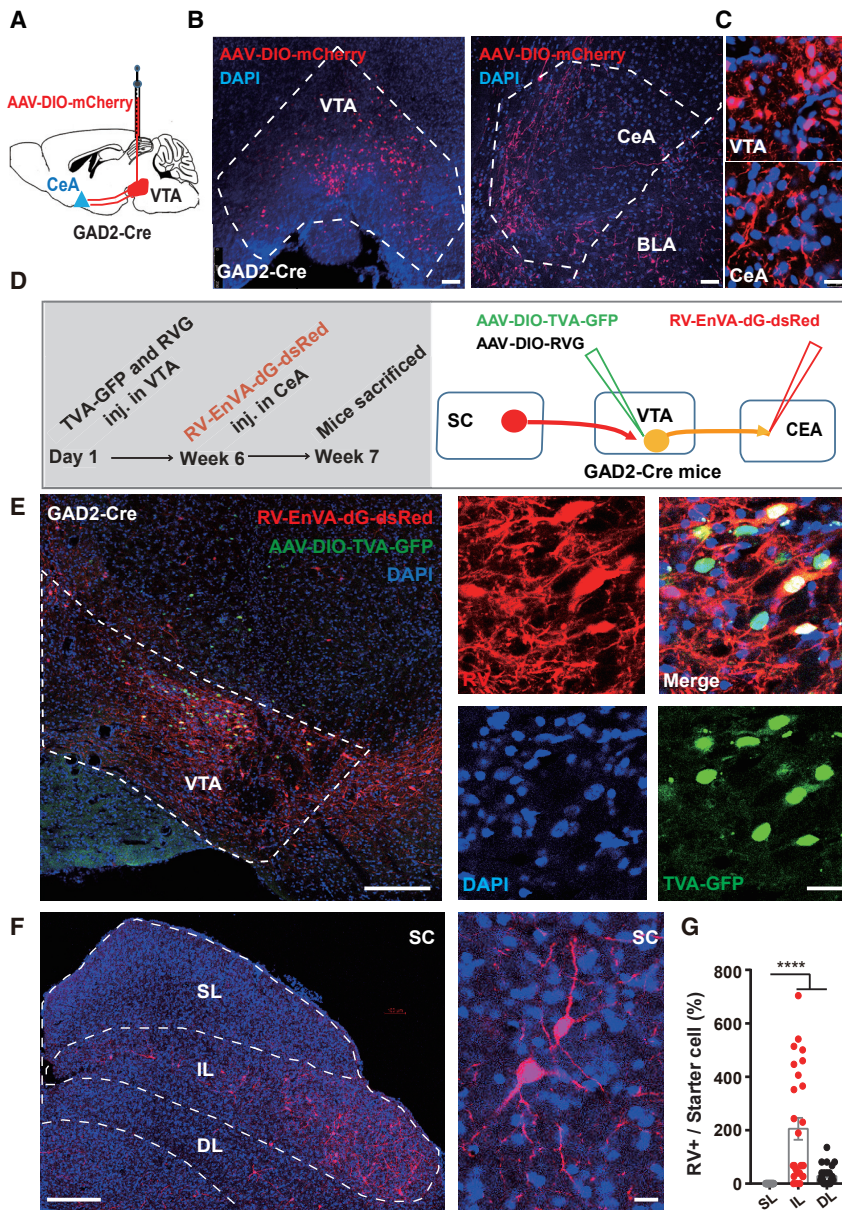 A
AAV-DIO-mCherry
CeA
VTA
GAD2-Cre
B
AAV-DIO-mCherry
DAPI
VTA
GAD2-Cre
AAV-DIO-mCherry
DAPI
CeA
BLA
C
VTA
CeA
D
TVA-GFP and RVG
inj. in VTA
RV-EnVA-dG-dsRed
inj. in CeA
Mice sacrificed
Day 1
Week 6
Week 7
AAV-DIO-TVA-GFP
AAV-DIO-RVG
RV-EnVA-dG-dsRed
SC
VTA
CEA
GAD2-Cre mice
E
GAD2-Cre
RV-EnVA-dG-dsRed
AAV-DIO-TVA-GFP
DAPI
VTA
RV
Merge
DAPI
TVA-GFP
F
SC
SL
IL
DL
SC
G
****
RV+ / Starter cell (%)
800
600
400
200
0
SL
IL
DL